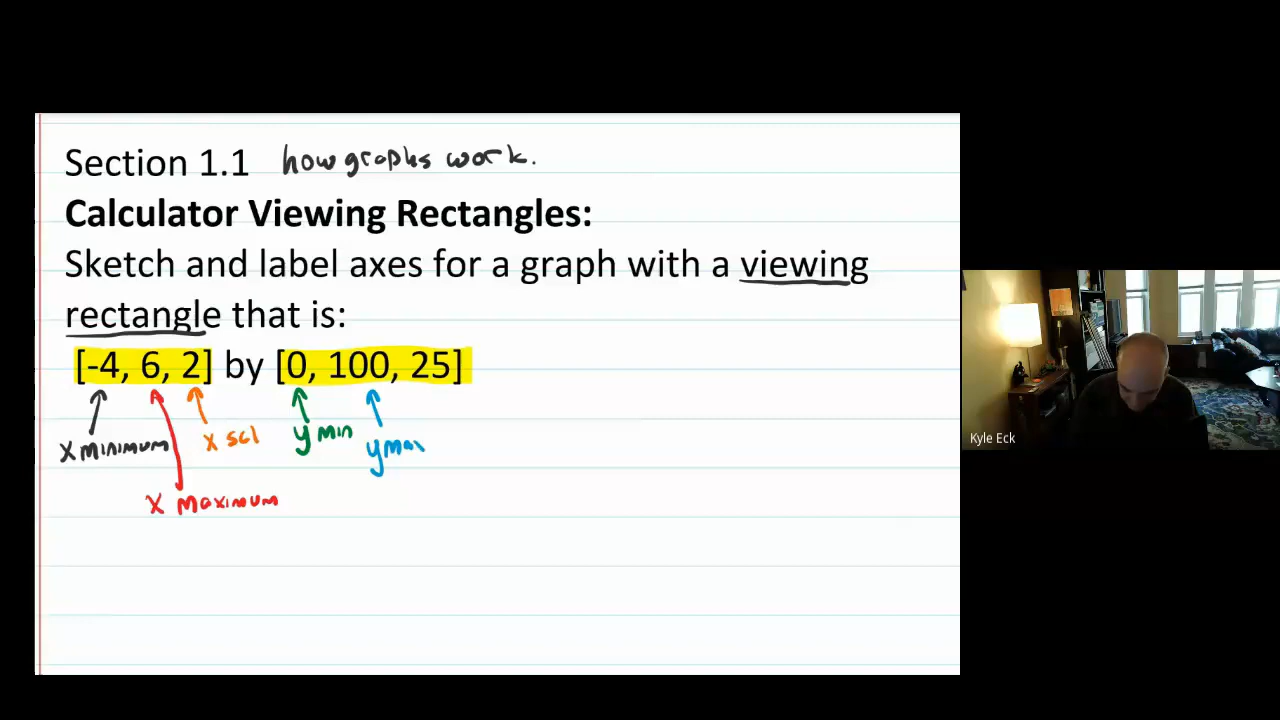 Section 1.1 how graphs work.
Calculator Viewing Rectangles:
Sketch and label axes for a graph with a viewing
rectangle that is:
[-4, 6, 2] by [0, 100, 25]
x minimum x scl y min y max
x maximum
Kyle Eck